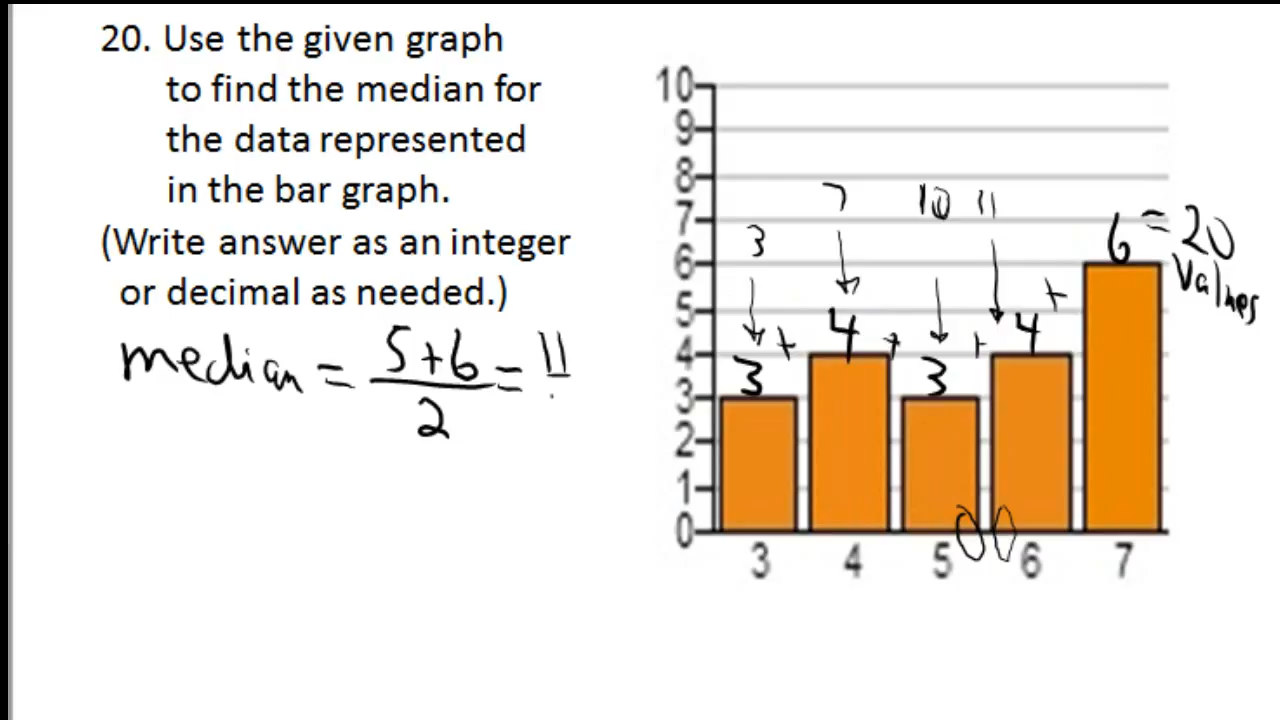 20. Use the given graph
to find the median for
the data represented
in the bar graph.
(Write answer as an integer
or decimal as needed.)
median = 5+6 = 11
2
10
9
8
7
6
5
4
3
2
1
0
3 7 10 11
3 + 4 + 3 + 4 + 6 = 20
values
3 4 5 6 7